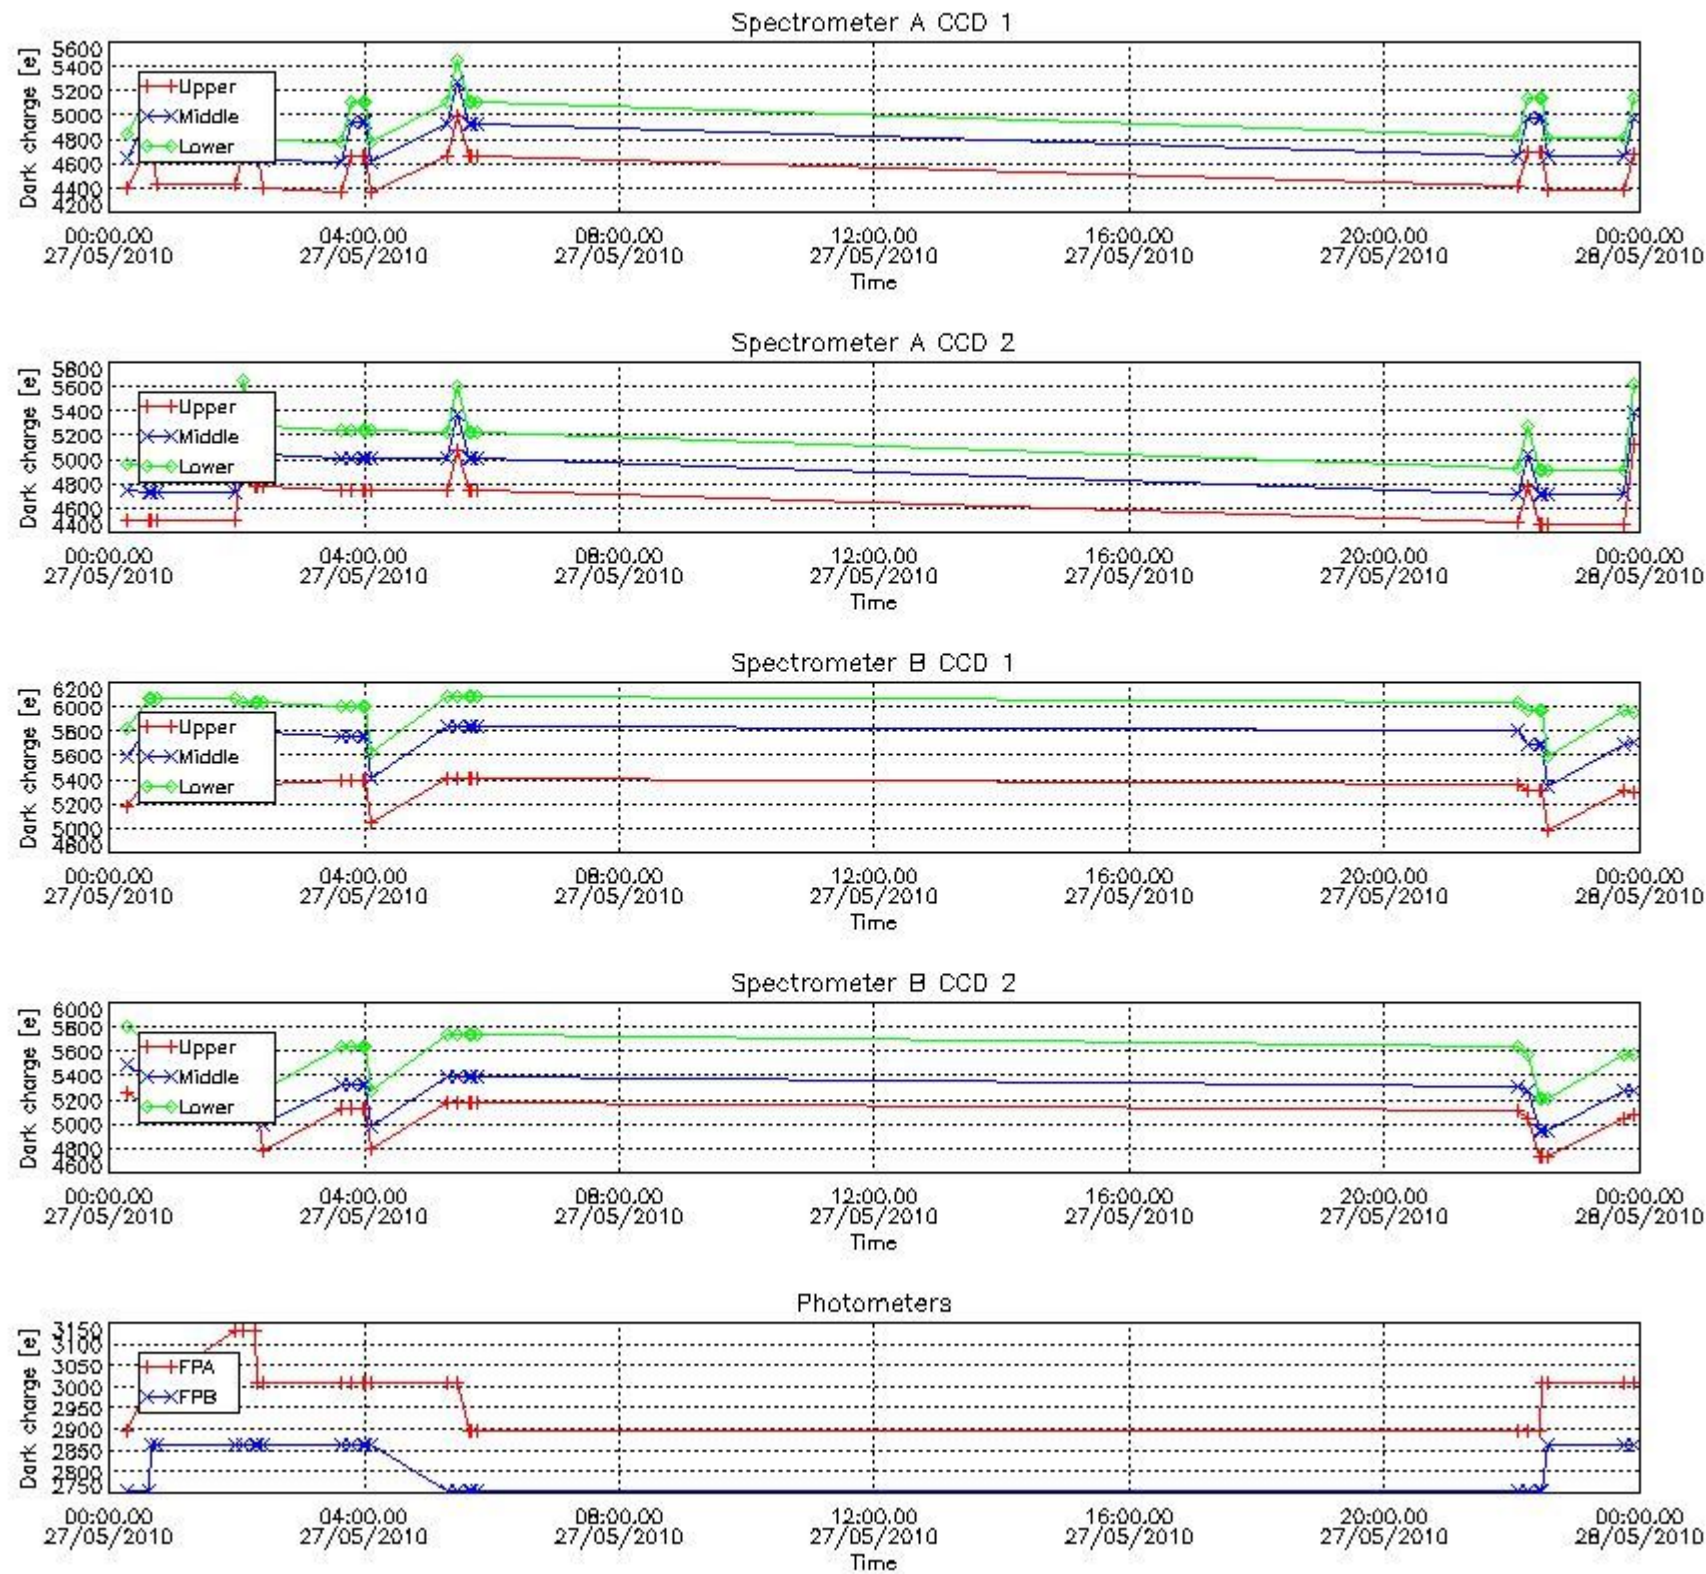 Spectrometer A CCD 1
Dark charge [e]
5600
5400
5200
5000
4800
4600
4400
4200
Upper
Middle
Lower
00:00.00 04:00.00 08:00.00 12:00.00 16:00.00 20:00.00 00:00.00
27/05/2010 27/05/2010 27/05/2010 27/05/2010 27/05/2010 27/05/2010 28/05/2010
Time
Spectrometer A CCD 2
Dark charge [e]
5800
5600
5400
5200
5000
4800
4600
4400
Upper
Middle
Lower
00:00.00 04:00.00 08:00.00 12:00.00 16:00.00 20:00.00 00:00.00
27/05/2010 27/05/2010 27/05/2010 27/05/2010 27/05/2010 27/05/2010 28/05/2010
Time
Spectrometer B CCD 1
Dark charge [e]
6200
6000
5800
5600
5400
5200
5000
4800
Upper
Middle
Lower
00:00.00 04:00.00 08:00.00 12:00.00 16:00.00 20:00.00 00:00.00
27/05/2010 27/05/2010 27/05/2010 27/05/2010 27/05/2010 27/05/2010 28/05/2010
Time
Spectrometer B CCD 2
Dark charge [e]
6000
5800
5600
5400
5200
5000
4800
4600
Upper
Middle
Lower
00:00.00 04:00.00 08:00.00 12:00.00 16:00.00 20:00.00 00:00.00
27/05/2010 27/05/2010 27/05/2010 27/05/2010 27/05/2010 27/05/2010 28/05/2010
Time
Photometers
Dark charge [e]
3150
3100
3050
3000
2950
2900
2850
2800
2750
FPA
FPB
00:00.00 04:00.00 08:00.00 12:00.00 16:00.00 20:00.00 00:00.00
27/05/2010 27/05/2010 27/05/2010 27/05/2010 27/05/2010 27/05/2010 28/05/2010
Time